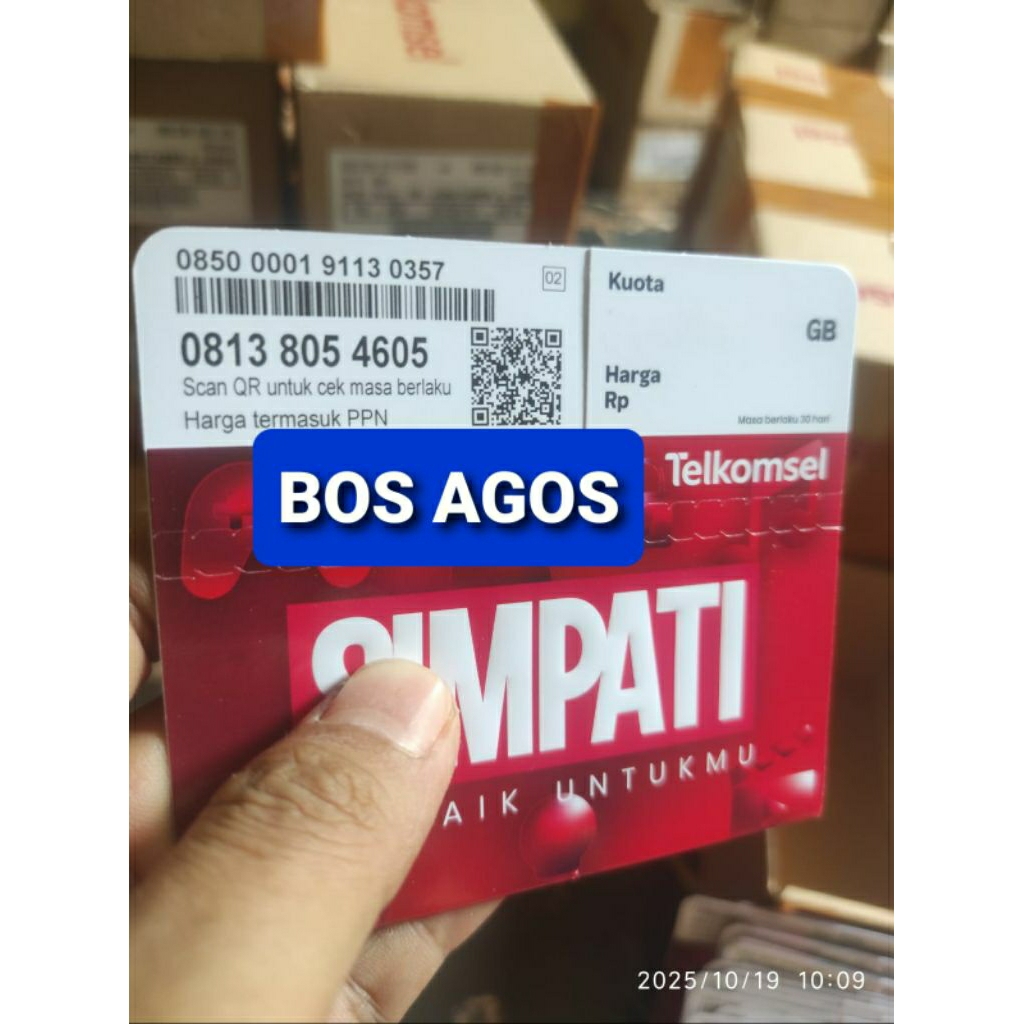 0850 0001 9113 0357
02
0813 805 4605
Scan QR untuk cek masa berlaku
Harga termasuk PPN
Kuota
GB
Harga
Rp
Masa berlaku 30 hari
Telkomsel
BOS AGOS
SIMPATI
AIK UNTUKMU
2025/10/19 10:09